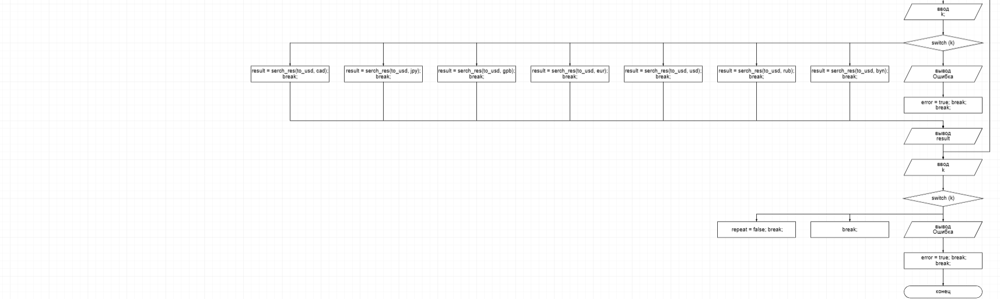 ввод
k;
switch (k)
result = serch_res(to_usd, cad);
break;
result = serch_res(to_usd, jpy);
break;
result = serch_res(to_usd, gpb);
break;
result = serch_res(to_usd, eur);
break;
result = serch_res(to_usd, usd);
break;
result = serch_res(to_usd, rub);
break;
result = serch_res(to_usd, byn);
break;
вывод
Ошибка
error = true; break;
break;
вывод
result
ввод
k
switch (k)
repeat = false; break;
break;
вывод
Ошибка
error = true; break;
break;
конец